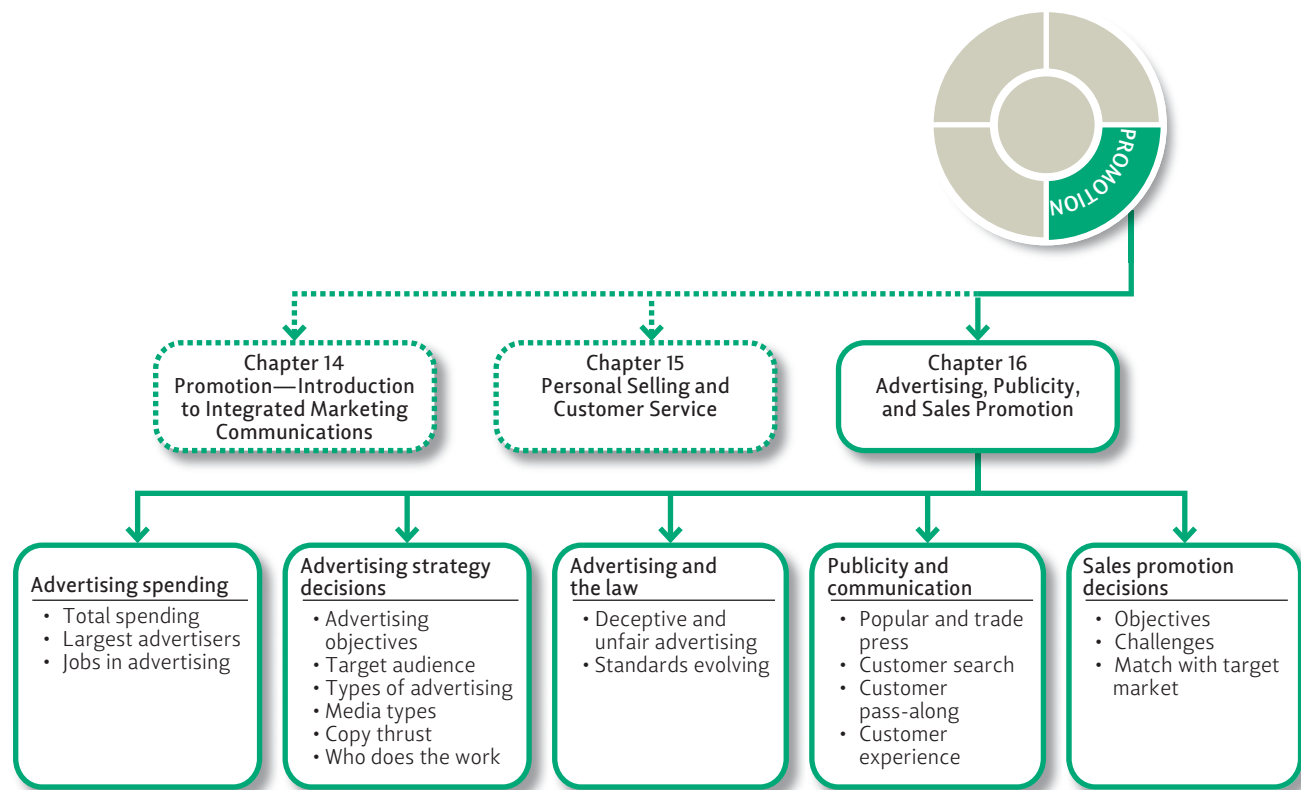 PROMOTION
Chapter 14
Promotion—Introduction
to Integrated Marketing
Communications
Chapter 15
Personal Selling and
Customer Service
Chapter 16
Advertising, Publicity,
and Sales Promotion
Advertising spending
• Total spending
• Largest advertisers
• Jobs in advertising
Advertising strategy
decisions
• Advertising
objectives
• Target audience
• Types of advertising
• Media types
• Copy thrust
• Who does the work
Advertising and
the law
• Deceptive and
unfair advertising
• Standards evolving
Publicity and
communication
• Popular and trade
press
• Customer search
• Customer
pass-along
• Customer
experience
Sales promotion
decisions
• Objectives
• Challenges
• Match with target
market